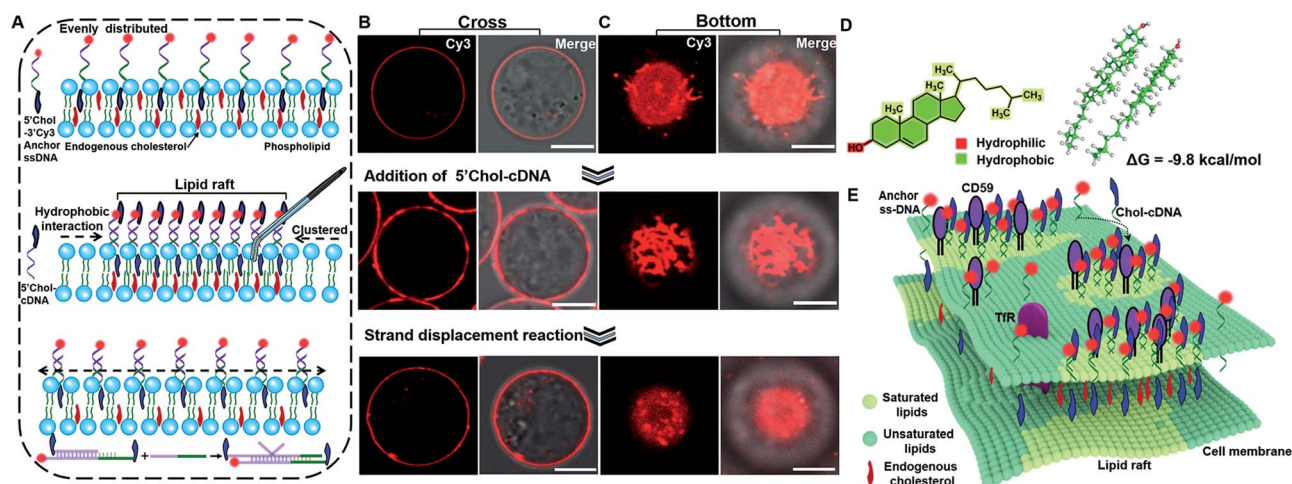 A
Evenly distributed
5'Chol
-3'Cy3
Anchor
ssDNA
Endogenous cholesterol
Phospholipid
Lipid raft
Hydrophobic
interaction
Clustered
5'Chol-
cDNA
+
B
Cross
Cy3
Merge
C
Bottom
Cy3
Merge
Addition of 5'Chol-cDNA
Strand displacement reaction
D
H₃C
H₃C
CH₃
H₃C
H₃C
HO
Hydrophilic
Hydrophobic
ΔG = -9.8 kcal/mol
E
Anchor
ss-DNA
CD59
Chol-cDNA
TfR
Saturated
lipids
Unsaturated
lipids
Endogenous
cholesterol
Lipid raft
Cell membrane